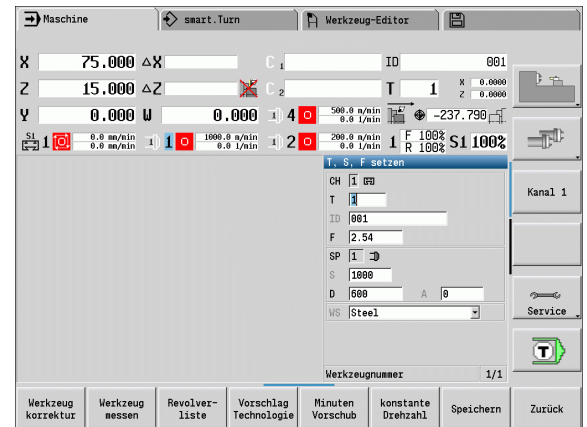 Maschine smart.Turn Werkzeug-Editor
X 75.000 ΔX C 1 ID 001
Z 15.000 ΔZ C 2 T 1 X 0.0000
Z 0.0000
Y 0.000 W 0.000 4 500.0 m/min
0.0 1/min -237.790
S1 1 0.0 mm/min
0.0 mm/min 1 1000.0 m/min
0.0 1/min 2 200.0 m/min
0.0 1/min 1 F 100%
R 100% S1 100%
T, S, F setzen
CH 1
T 1
ID 001
F 2.54
SP 1
S 1000
D 600 A 0
WS Steel
Werkzeugnummer 1/1
Kanal 1
Service
T
Werkzeug
korrektur
Werkzeug
messen
Revolver-
liste
Vorschlag
Technologie
Minuten
Vorschub
konstante
Drehzahl
Speichern
Zurück